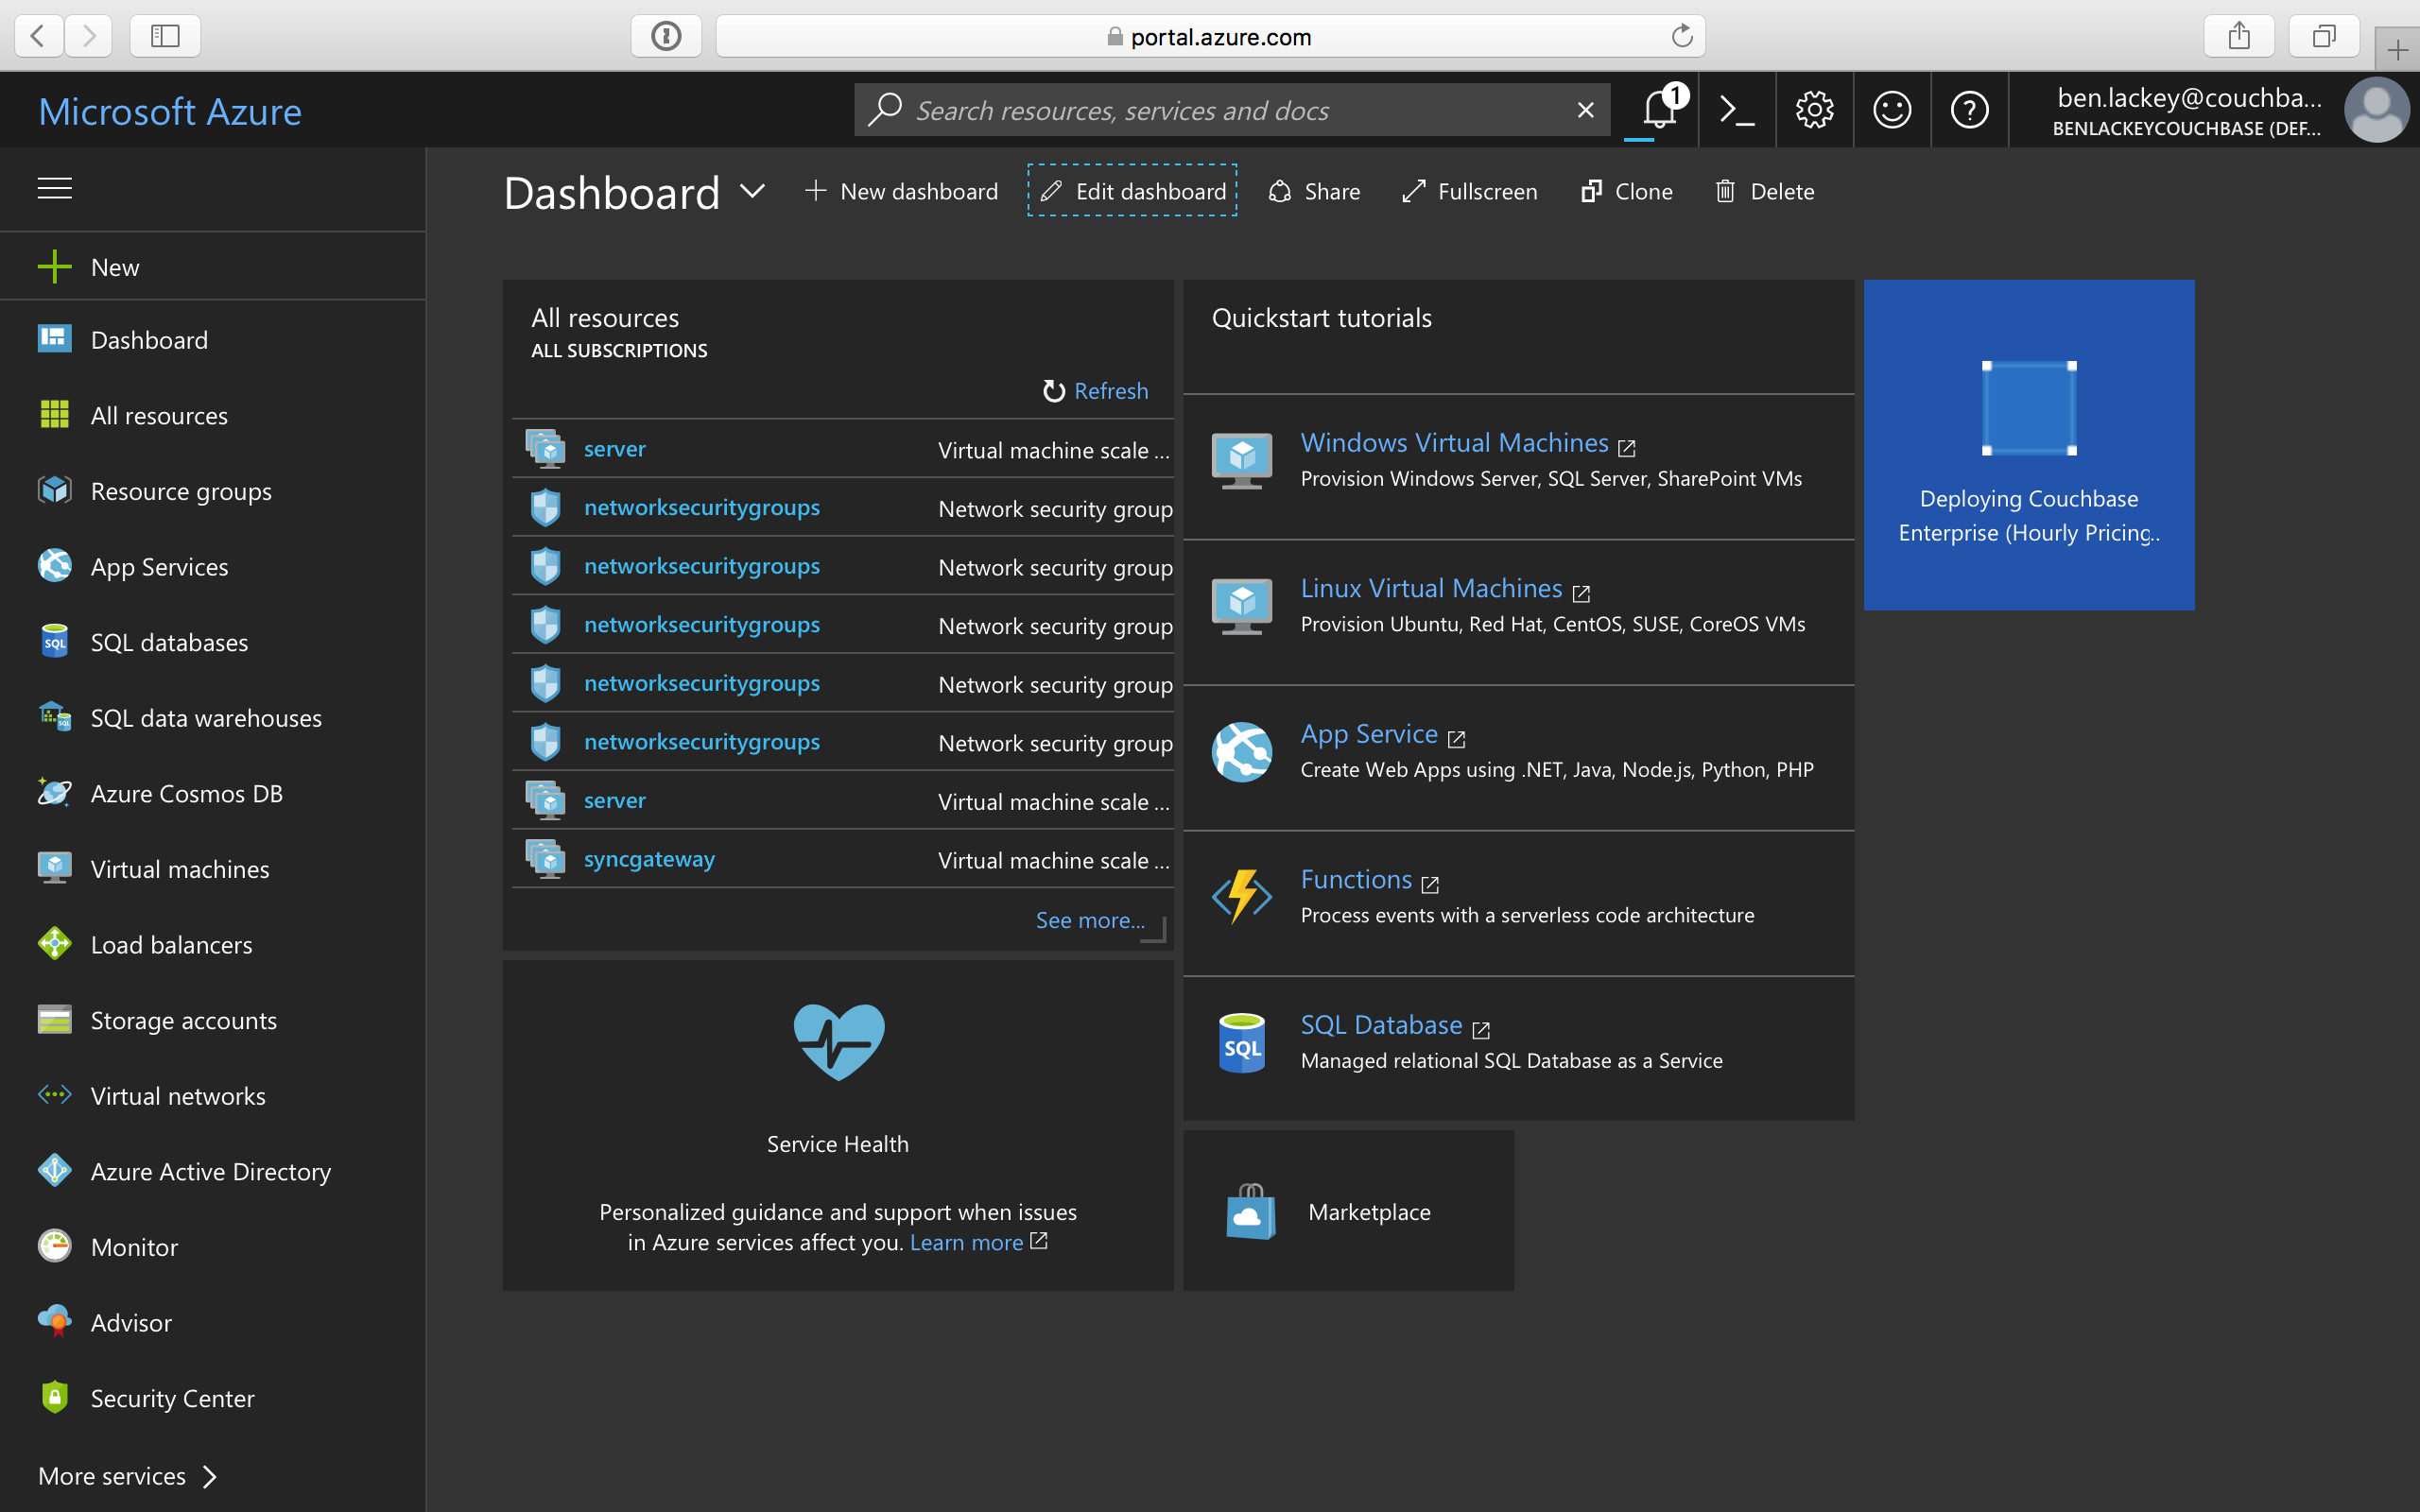 portal.azure.com
Microsoft Azure
Search resources, services and docs
1
ben.lackey@couchba...
BENLACKEYCOUCHBASE (DEF...
Dashboard
New dashboard
Edit dashboard
Share
Fullscreen
Clone
Delete
New
Dashboard
All resources
Resource groups
App Services
SQL databases
SQL data warehouses
Azure Cosmos DB
Virtual machines
Load balancers
Storage accounts
Virtual networks
Azure Active Directory
Monitor
Advisor
Security Center
More services
All resources
ALL SUBSCRIPTIONS
Refresh
server Virtual machine scale ...
networksecuritygroups Network security group
networksecuritygroups Network security group
networksecuritygroups Network security group
networksecuritygroups Network security group
networksecuritygroups Network security group
server Virtual machine scale ...
syncgateway Virtual machine scale ...
See more...
Service Health
Personalized guidance and support when issues
in Azure services affect you. Learn more
Quickstart tutorials
Windows Virtual Machines
Provision Windows Server, SQL Server, SharePoint VMs
Linux Virtual Machines
Provision Ubuntu, Red Hat, CentOS, SUSE, CoreOS VMs
App Service
Create Web Apps using .NET, Java, Node.js, Python, PHP
Functions
Process events with a serverless code architecture
SQL
SQL Database
Managed relational SQL Database as a Service
Marketplace
Deploying Couchbase
Enterprise (Hourly Pricing..